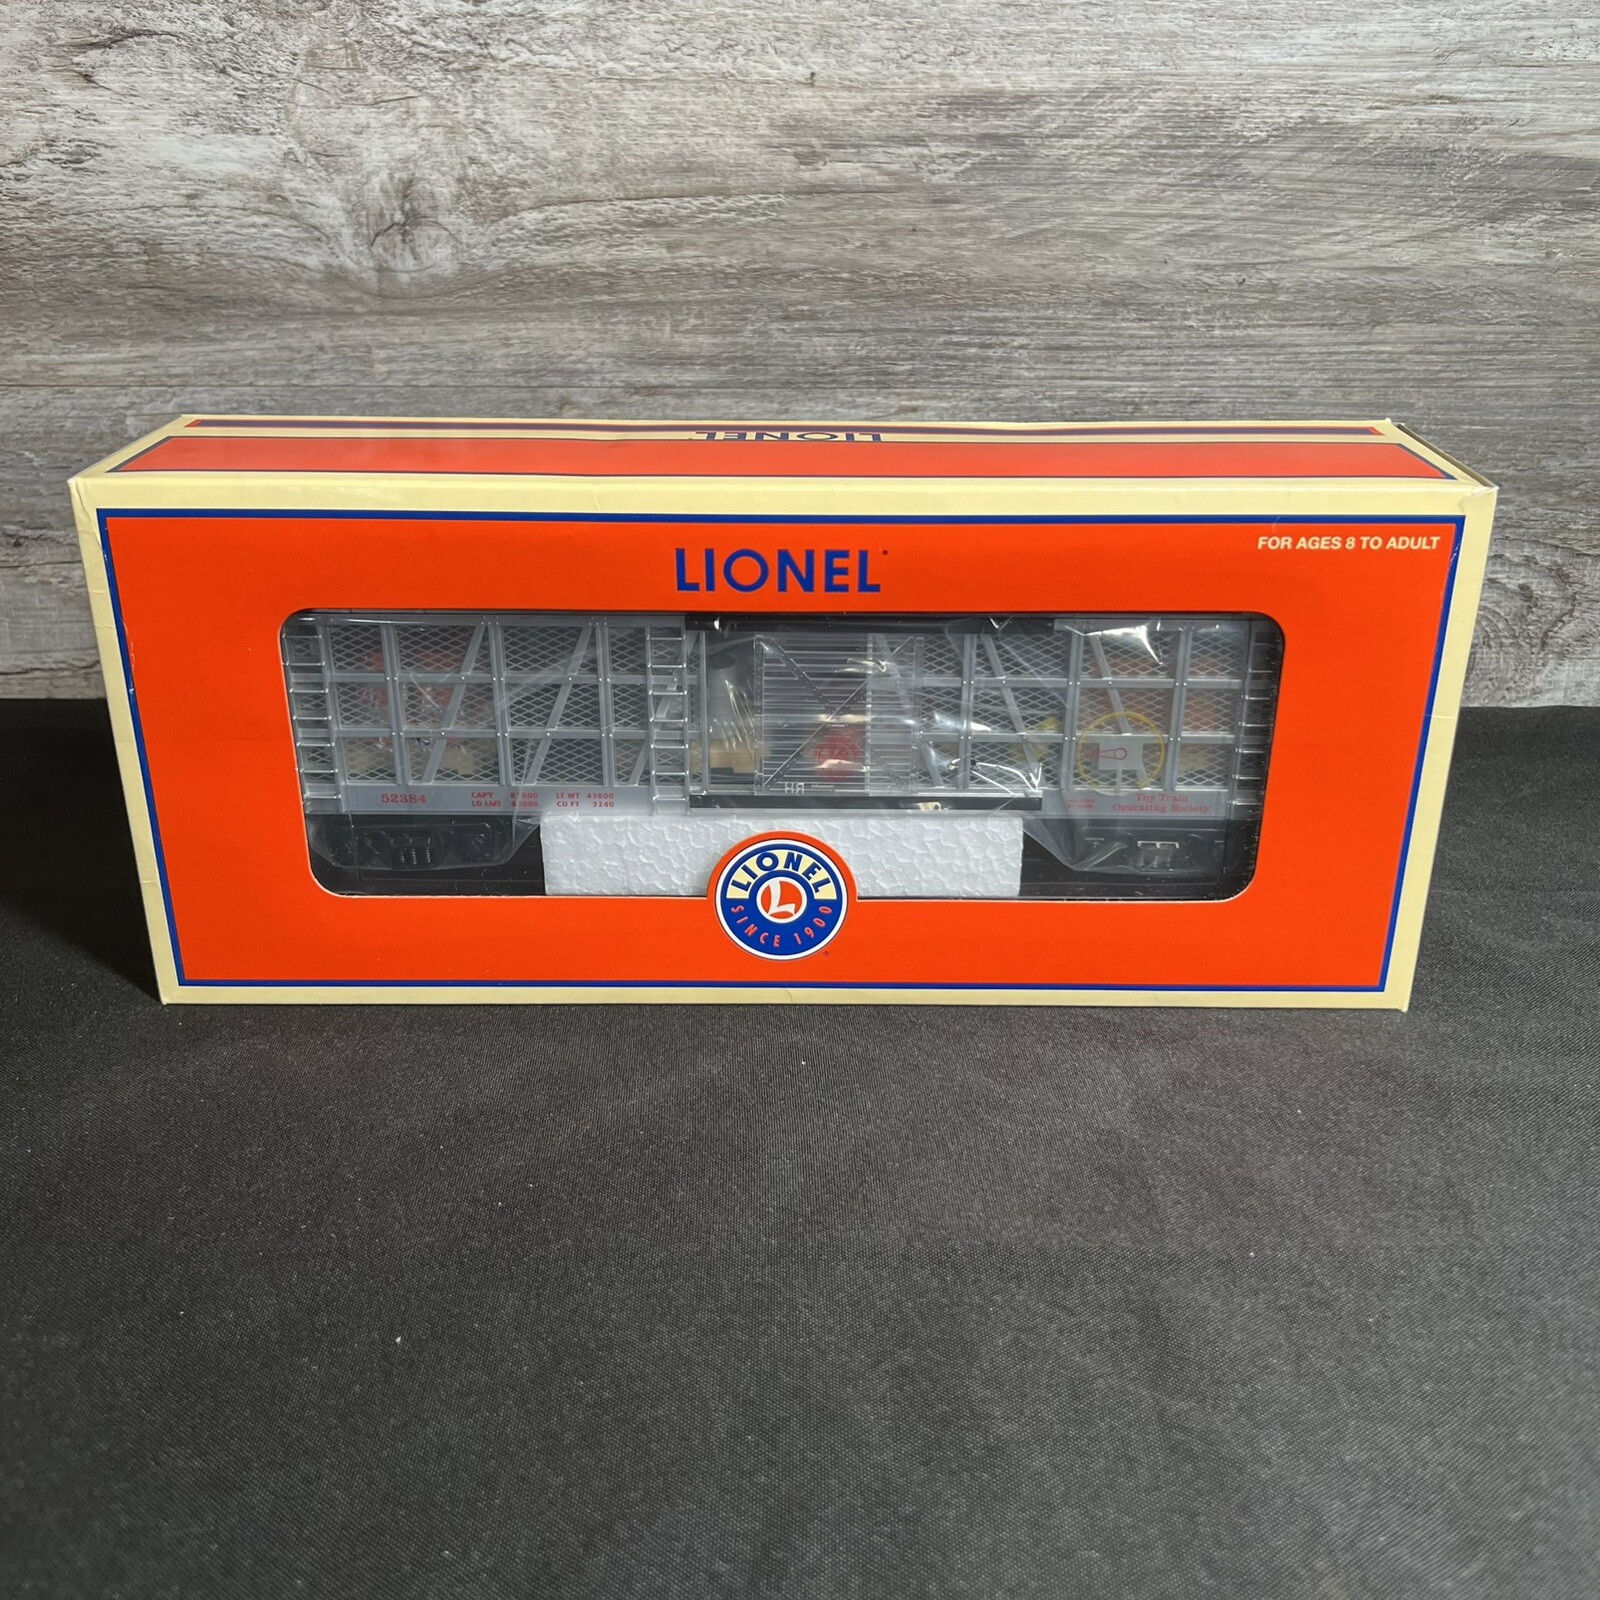 LIONEL
LIONEL
FOR AGES 8 TO ADULT
52384
LT WT 43800
CU FT 3240
CAPY
LD LMT
Toy Train
Operating Society
LIONEL
L
SINCE 1900